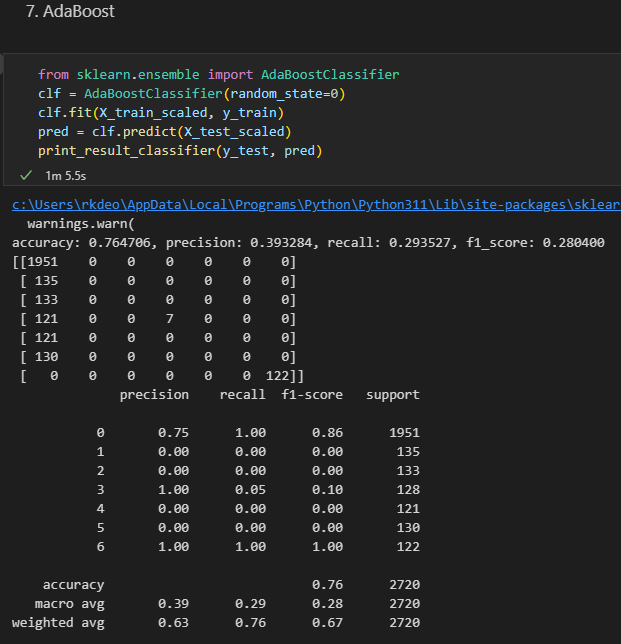 7. AdaBoost
from sklearn.ensemble import AdaBoostClassifier
clf = AdaBoostClassifier(random_state=0)
clf.fit(X_train_scaled, y_train)
pred = clf.predict(X_test_scaled)
print_result_classifier(y_test, pred)
✓ 1m 5.5s
c:\Users\rkdeo\AppData\Local\Programs\Python\Python311\Lib\site-packages\sklear
warnings.warn(
accuracy: 0.764706, precision: 0.393284, recall: 0.293527, f1_score: 0.280400
[[1951 0 0 0 0 0]
[ 135 0 0 0 0 0]
[ 133 0 0 0 0 0]
[ 121 0 0 7 0 0 0]
[ 121 0 0 0 0 0]
[ 130 0 0 0 0 0]
[ 0 0 0 0 0 0 122]]
precision recall f1-score support
0 0.75 1.00 0.86 1951
1 0.00 0.00 0.00 135
2 0.00 0.00 0.00 133
3 1.00 0.05 0.10 128
4 0.00 0.00 0.00 121
5 0.00 0.00 0.00 130
6 1.00 1.00 1.00 122
accuracy 0.76 2720
macro avg 0.39 0.29 0.28 2720
weighted avg 0.63 0.76 0.67 2720